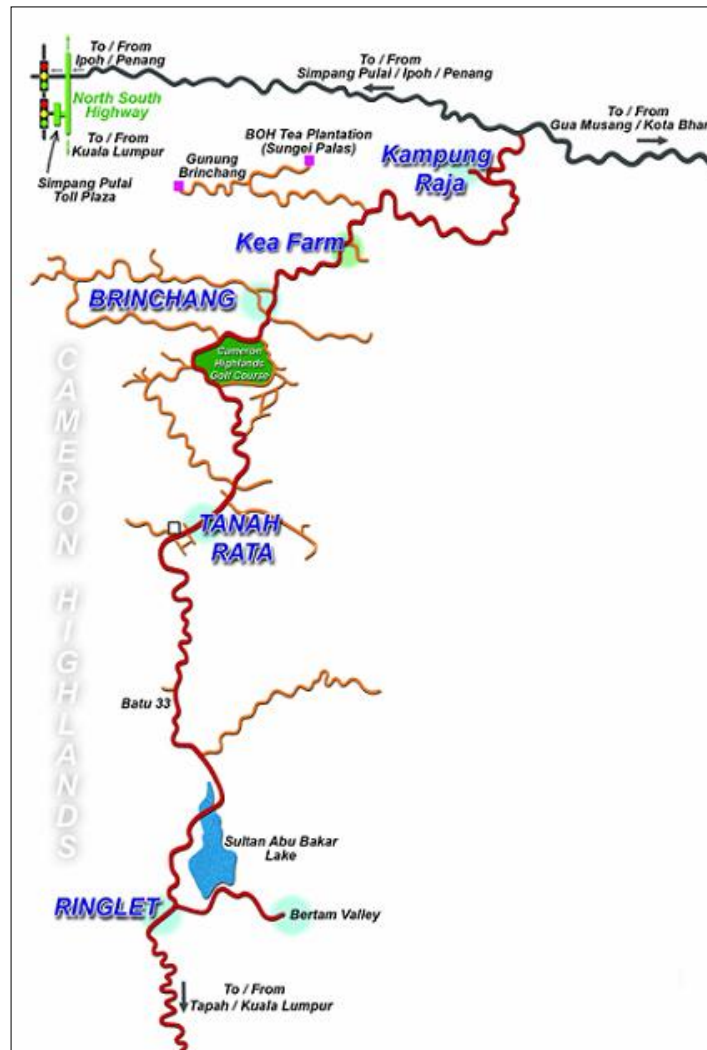 To / From
Ipoh / Penang
To / From
Simpang Pulai / Ipoh / Penang
North South
Highway
To / From
Kuala Lumpur
Simpang Pulai
Toll Plaza
BOH Tea Plantation
(Sungei Palas)
Gunung
Brinchang
To / From
Gua Musang / Kota Bhar
Kampung
Raja
Kea Farm
BRINCHANG
Cameron
Highlands
Golf Course
CAMERON HIGHLANDS
TANAH
RATA
Batu 33
Sultan Abu Bakar
Lake
RINGLET
Bertam Valley
To / From
Tapah / Kuala Lumpur